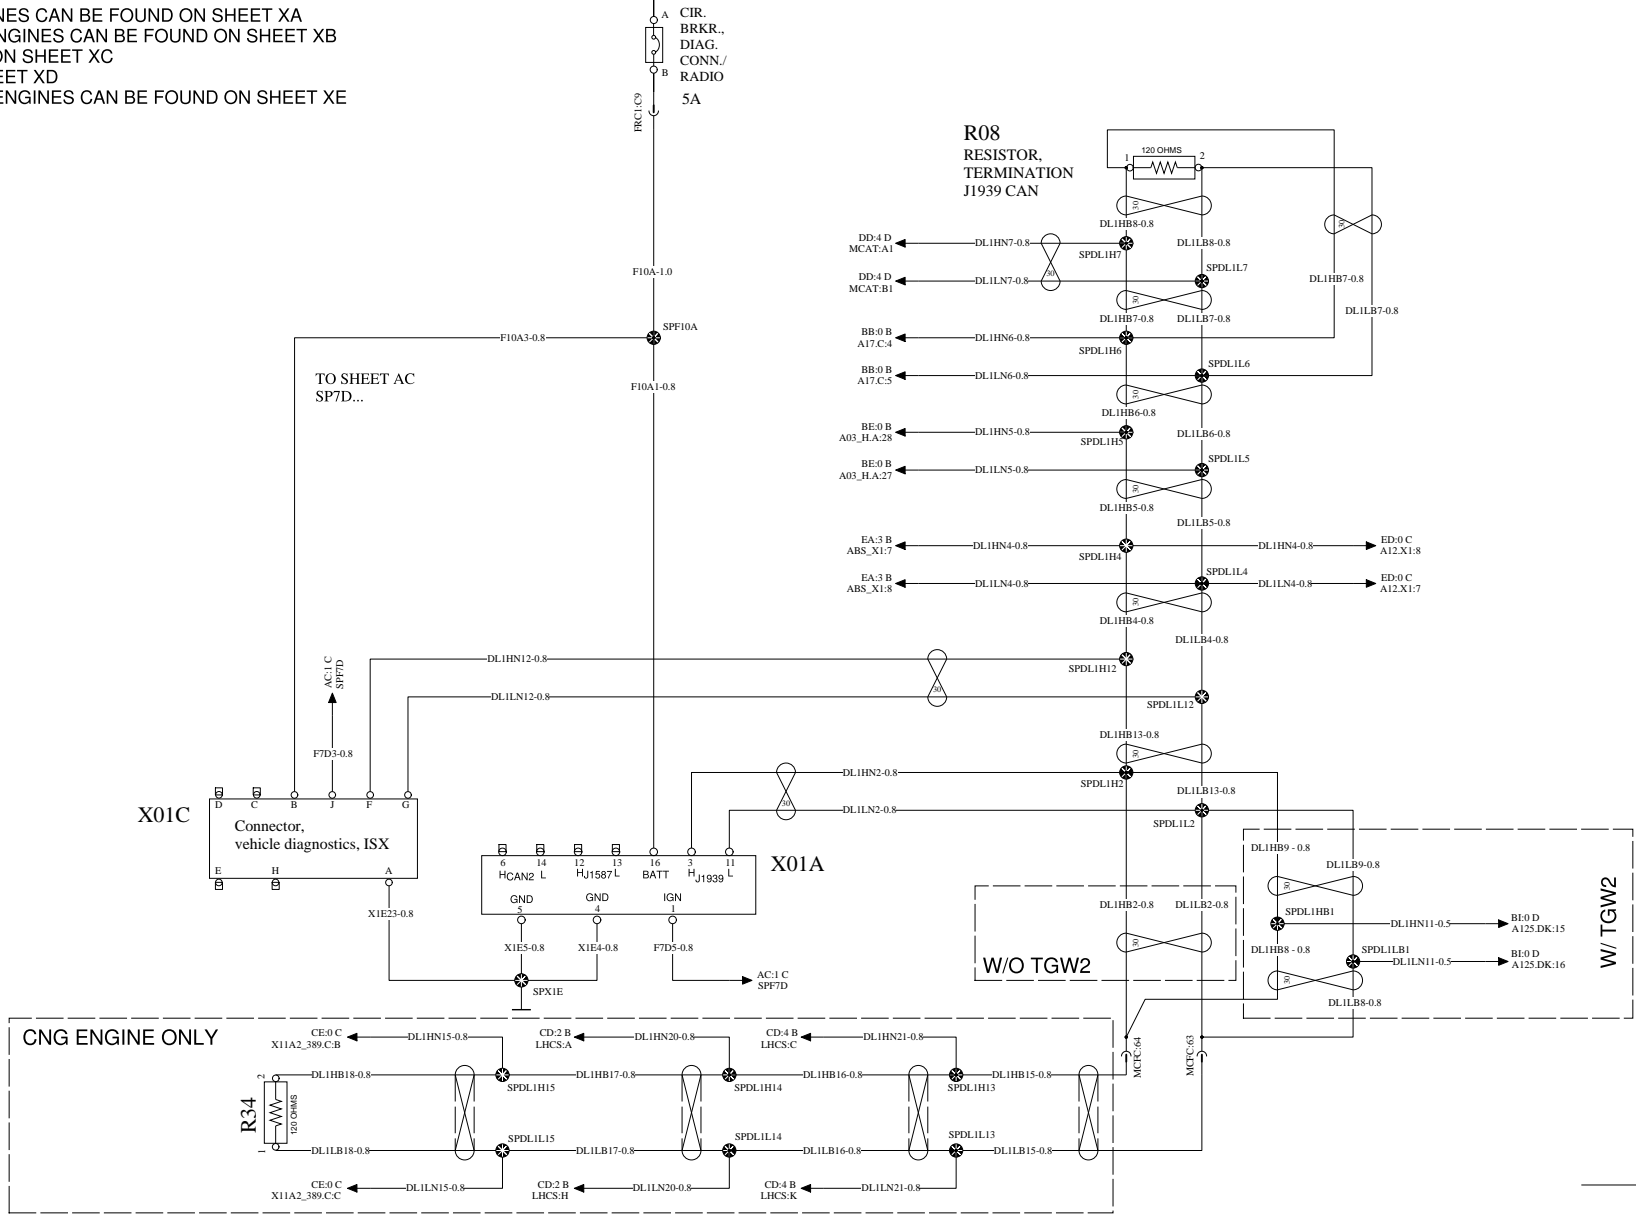 NES CAN BE FOUND ON SHEET XA
NGINES CAN BE FOUND ON SHEET XB
ON SHEET XC
EET XD
ENGINES CAN BE FOUND ON SHEET XE
A
CIR.
BRKR.,
DIAG.
CONN./
RADIO
B
5A
FRC1:C9
F10A-1.0
SPF10A
F10A3-0.8
F10A1-0.8
TO SHEET AC
SP7D...
R08
RESISTOR,
TERMINATION
J1939 CAN
1
120 OHMS
2
30
DL1HB8-0.8
30
DD:4 D
MCAT:A1
DL1HN7-0.8
SPDL1H7
DL1LB8-0.8
DD:4 D
MCAT:B1
DL1LN7-0.8
30
SPDL1L7
DL1HB7-0.8
30
DL1HB7-0.8
DL1LB7-0.8
DL1LB7-0.8
BB:0 B
A17.C:4
DL1HN6-0.8
SPDL1H6
BB:0 B
A17.C:5
DL1LN6-0.8
SPDL1L6
30
DL1HB6-0.8
BE:0 B
A03_H.A:28
DL1HN5-0.8
SPDL1H5
DL1LB6-0.8
BE:0 B
A03_H.A:27
DL1LN5-0.8
SPDL1L5
30
DL1HB5-0.8
DL1LB5-0.8
EA:3 B
ABS_X1:7
DL1HN4-0.8
SPDL1H4
DL1HN4-0.8
ED:0 C
A12.X1:8
EA:3 B
ABS_X1:8
DL1LN4-0.8
SPDL1L4
DL1LN4-0.8
ED:0 C
A12.X1:7
30
DL1HB4-0.8
DL1LB4-0.8
AC:1 C
SPF7D
DL1HN12-0.8
SPDL1H12
DL1LN12-0.8
30
SPDL1L12
F7D3-0.8
DL1HB13-0.8
30
DL1HN2-0.8
SPDL1H2
30
DL1LN2-0.8
DL1LB13-0.8
SPDL1L2
X01C
D
C
B
J
F
G
Connector,
vehicle diagnostics, ISX
E
H
A
X1E23-0.8
X01A
6
14
12
13
16
3
11
H CAN2 L
H J1587 L
BATT
H J1939 L
GND
GND
IGN
5
4
1
X1E5-0.8
X1E4-0.8
F7D5-0.8
SPX1E
AC:1 C
SPF7D
DL1HB9 - 0.8
DL1LB9-0.8
30
DL1HB2-0.8
DL1LB2-0.8
30
W/O TGW2
SPDL1HB1
DL1HN11-0.5
BI:0 D
A125.DK:15
DL1HB8 - 0.8
SPDL1LB1
DL1LN11-0.5
BI:0 D
A125.DK:16
30
DL1LB8-0.8
W/ TGW2
MCFC:64
MCFC:63
CNG ENGINE ONLY
CE:0 C
X11A2_389.C:B
DL1HN15-0.8
CD:2 B
LHCS:A
DL1HN20-0.8
CD:4 B
LHCS:C
DL1HN21-0.8
2
DL1HB18-0.8
SPDL1H15
DL1HB17-0.8
SPDL1H14
DL1HB16-0.8
SPDL1H13
DL1HB15-0.8
R34
120 OHMS
1
DL1LB18-0.8
SPDL1L15
DL1LB17-0.8
SPDL1L14
DL1LB16-0.8
SPDL1L13
DL1LB15-0.8
CE:0 C
X11A2_389.C:C
DL1LN15-0.8
CD:2 B
LHCS:H
DL1LN20-0.8
CD:4 B
LHCS:K
DL1LN21-0.8